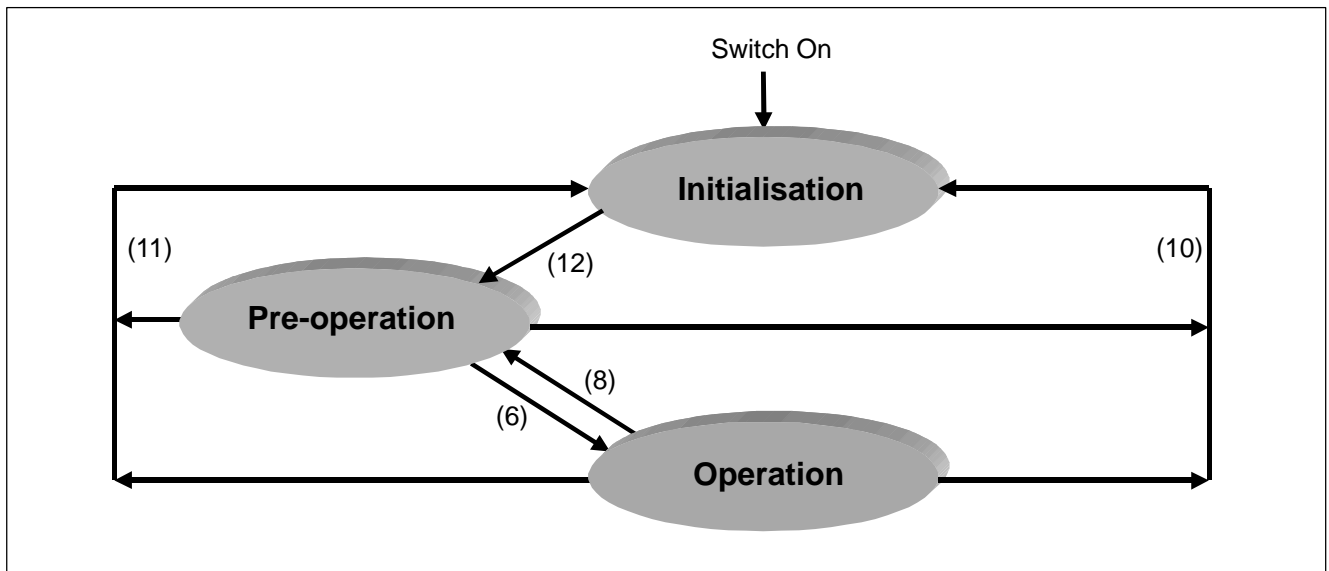 Switch On
Initialisation
(11)
(12)
(10)
Pre-operation
(8)
(6)
Operation